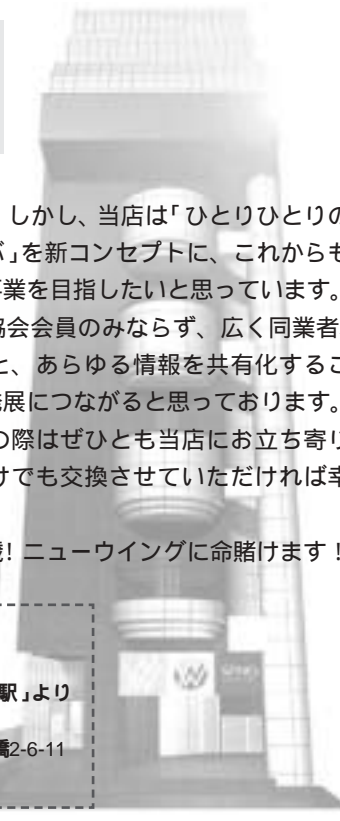 しかし、当店は「ひとりひとりの
」を新コンセプトに、これからも
事業を目指したいと思っています。
協会会員のみならず、広く同業者
と、あらゆる情報を共有化するこ
発展につながると思っております。
の際はぜひとも当店にお立ち寄り
けでも交換させていただければ幸
! ニューウイングに命賭けます!
駅」より
橋2-6-11